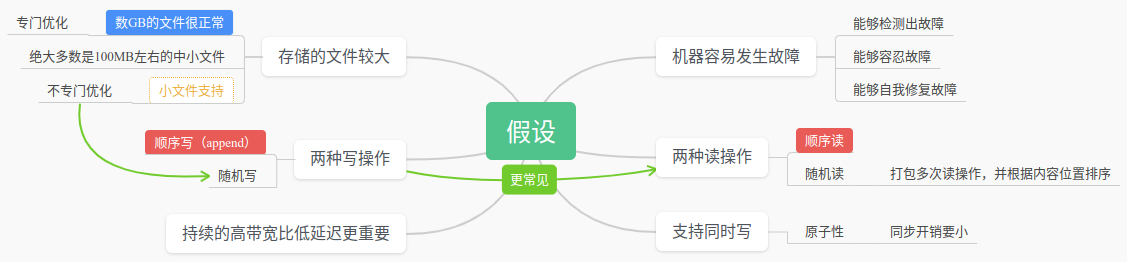 假设
更常见
存储的文件较大
数GB的文件很正常
专门优化
绝大多数是100MB左右的中小文件
小文件支持
不专门优化
两种写操作
顺序写（append）
随机写
持续的高带宽比低延迟更重要
机器容易发生故障
能够检测出故障
能够容忍故障
能够自我修复故障
两种读操作
顺序读
随机读
打包多次读操作，并根据内容位置排序
支持同时写
原子性
同步开销要小